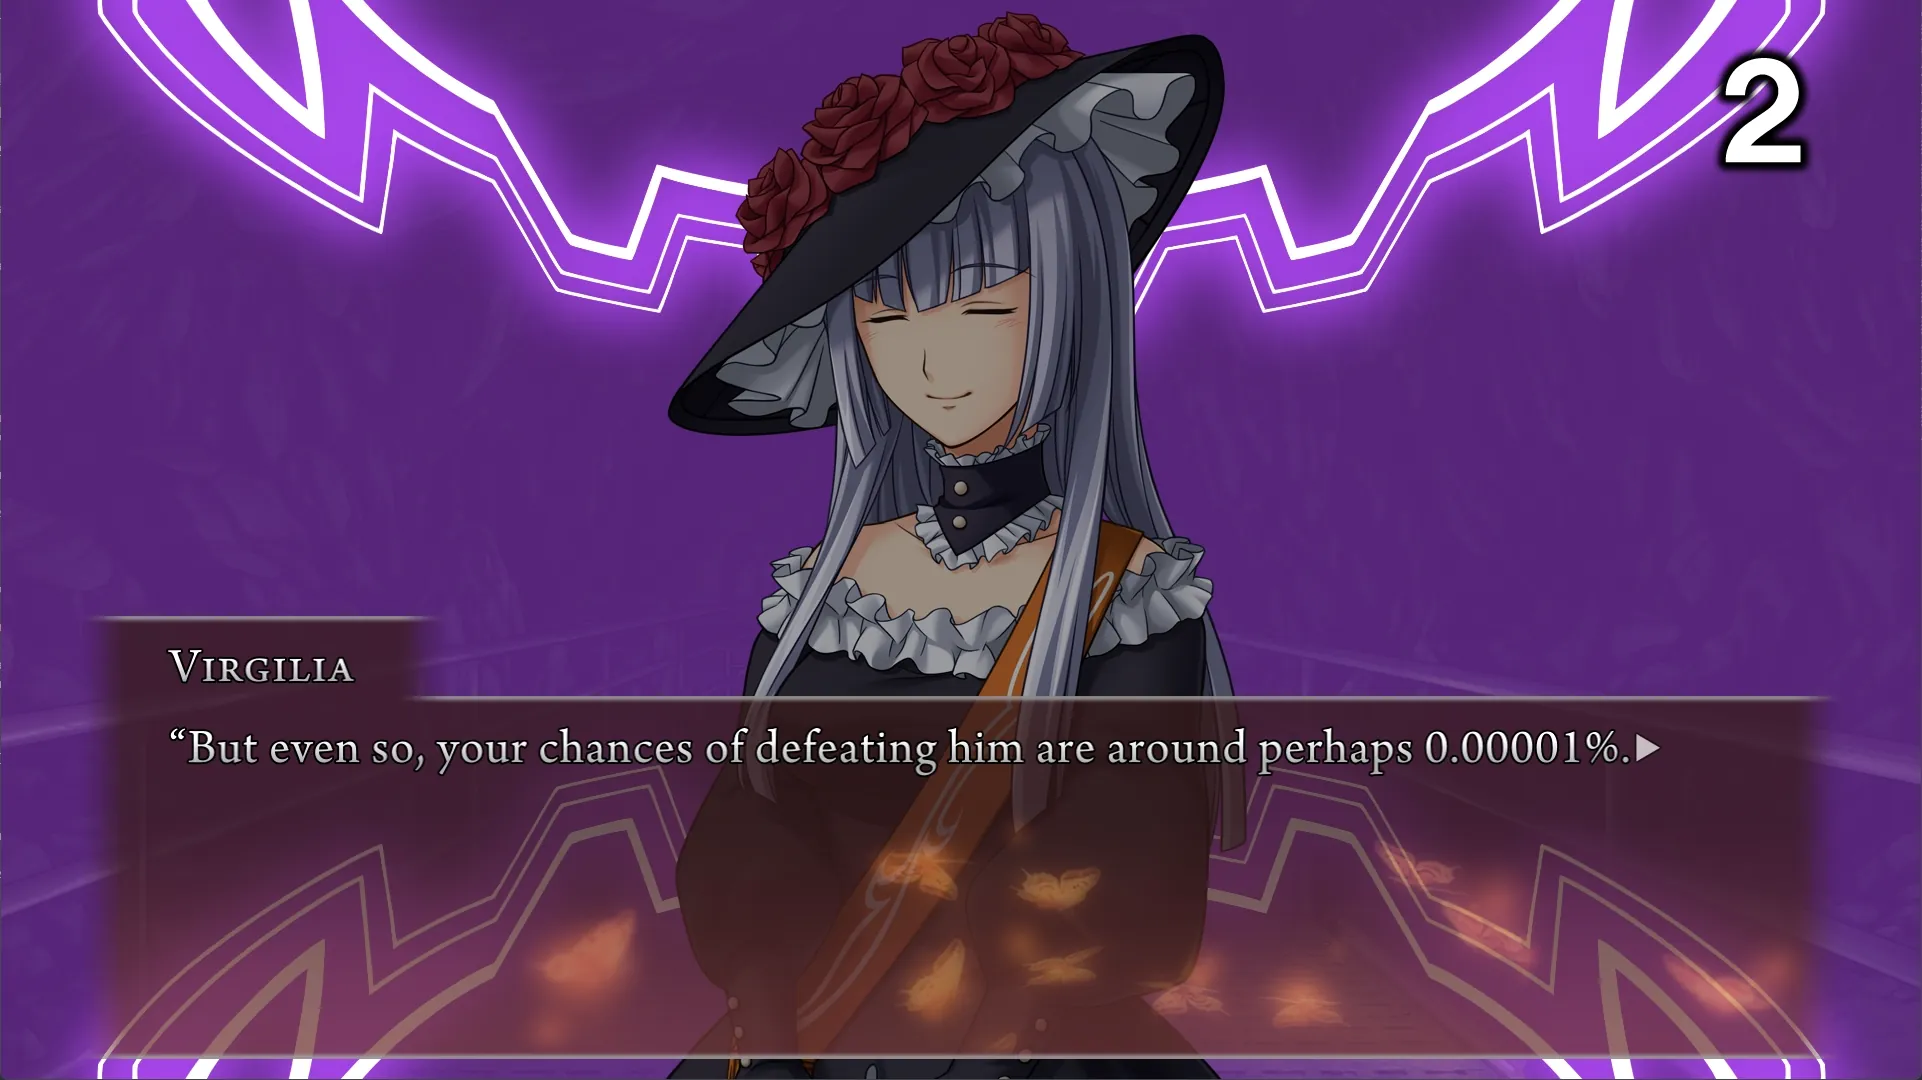 2
VIRGILIA
“But even so, your chances of defeating him are around perhaps 0.00001%.